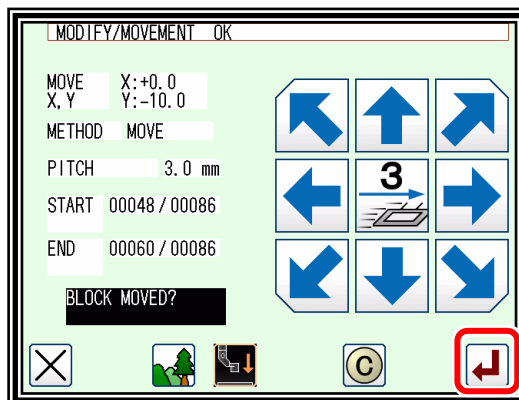 MODIFY/MOVEMENT OK
MOVE X:+0.0
X,Y Y:-10.0
METHOD MOVE
PITCH 3.0 mm
3
START 00048/00086
END 00060/00086
BLOCK MOVED?
C